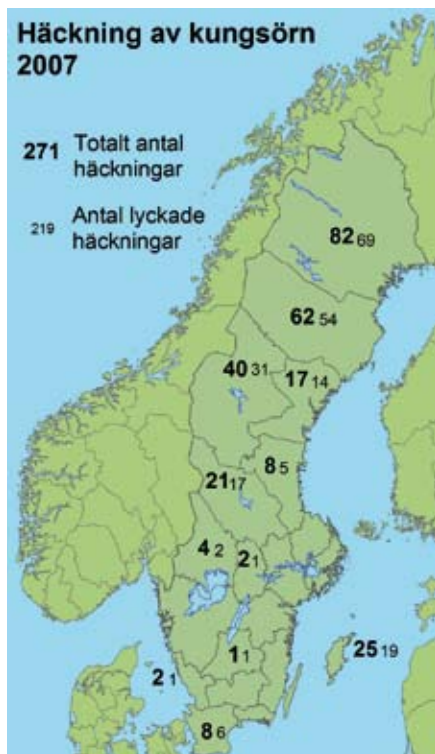 Häckning av kungsörn
2007
271 Totalt antal
häckningar
219 Antal lyckade
häckningar
82 69
62 54
40 31
17 14
8 5
21 17
4 2
2 1
1 1
25 19
2 1
8 6